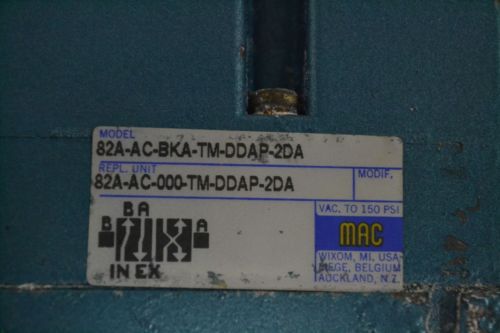 MODEL
82A-AC-BKA-TM-DDAP-2DA
REPL. UNIT
MODIF.
82A-AC-000-TM-DDAP-2DA
BA
B A
IN EX
VAC. TO 150 PSI
MAC
WIXOM, MI. USA
LIEGE, BELGIUM
AUCKLAND, N.Z.